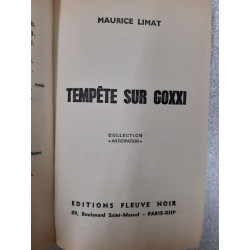 MAURICE LIMAT
TEMPÊTE SUR GOXXI
COLLECTION
« ANTICIPATION »
EDITIONS FLEUVE NOIR
69, Boulevard Saint-Marcel - PARIS-XIIIe